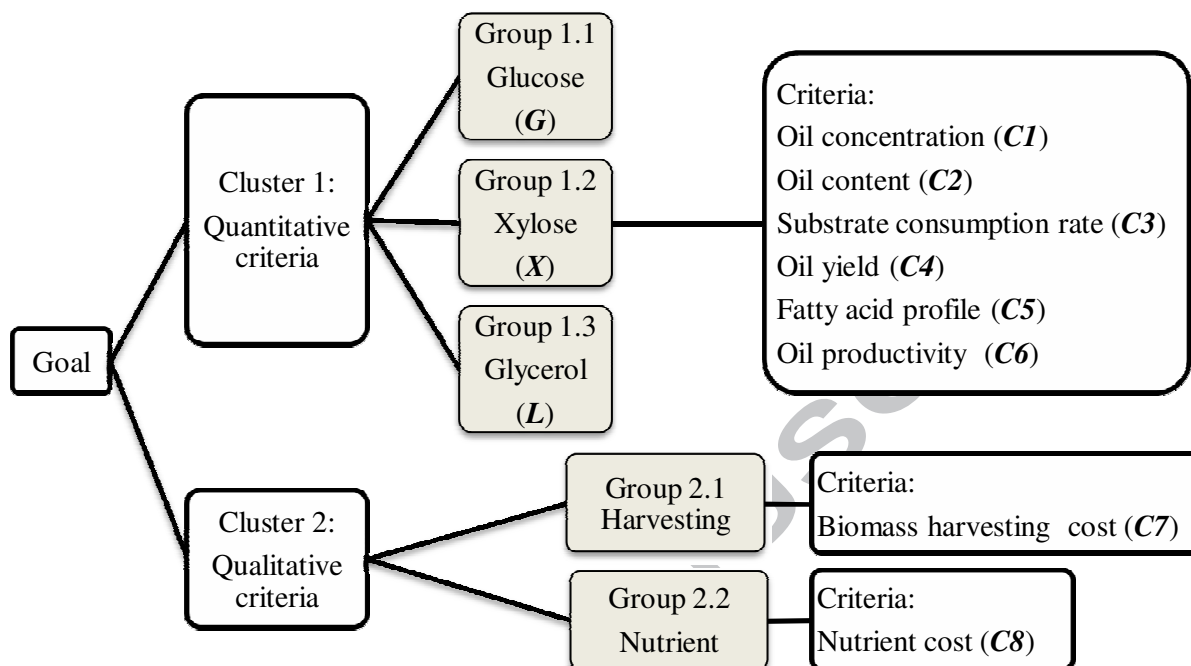 Goal
Cluster 1:
Quantitative
criteria
Group 1.1
Glucose
(G)
Group 1.2
Xylose
(X)
Group 1.3
Glycerol
(L)
Criteria:
Oil concentration (C1)
Oil content (C2)
Substrate consumption rate (C3)
Oil yield (C4)
Fatty acid profile (C5)
Oil productivity (C6)
Cluster 2:
Qualitative
criteria
Group 2.1
Harvesting
Criteria:
Biomass harvesting cost (C7)
Group 2.2
Nutrient
Criteria:
Nutrient cost (C8)